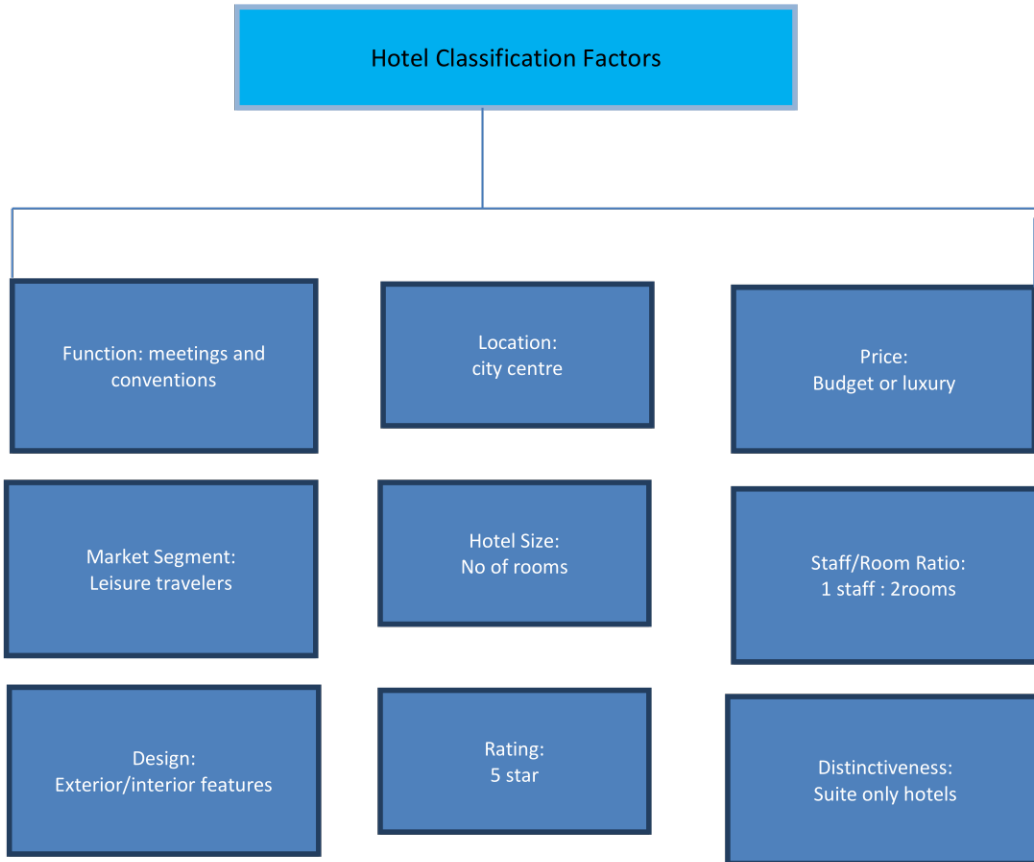 Hotel Classification Factors
Function: meetings and
conventions
Location:
city centre
Price:
Budget or luxury
Market Segment:
Leisure travelers
Hotel Size:
No of rooms
Staff/Room Ratio:
1 staff : 2rooms
Design:
Exterior/interior features
Rating:
5 star
Distinctiveness:
Suite only hotels